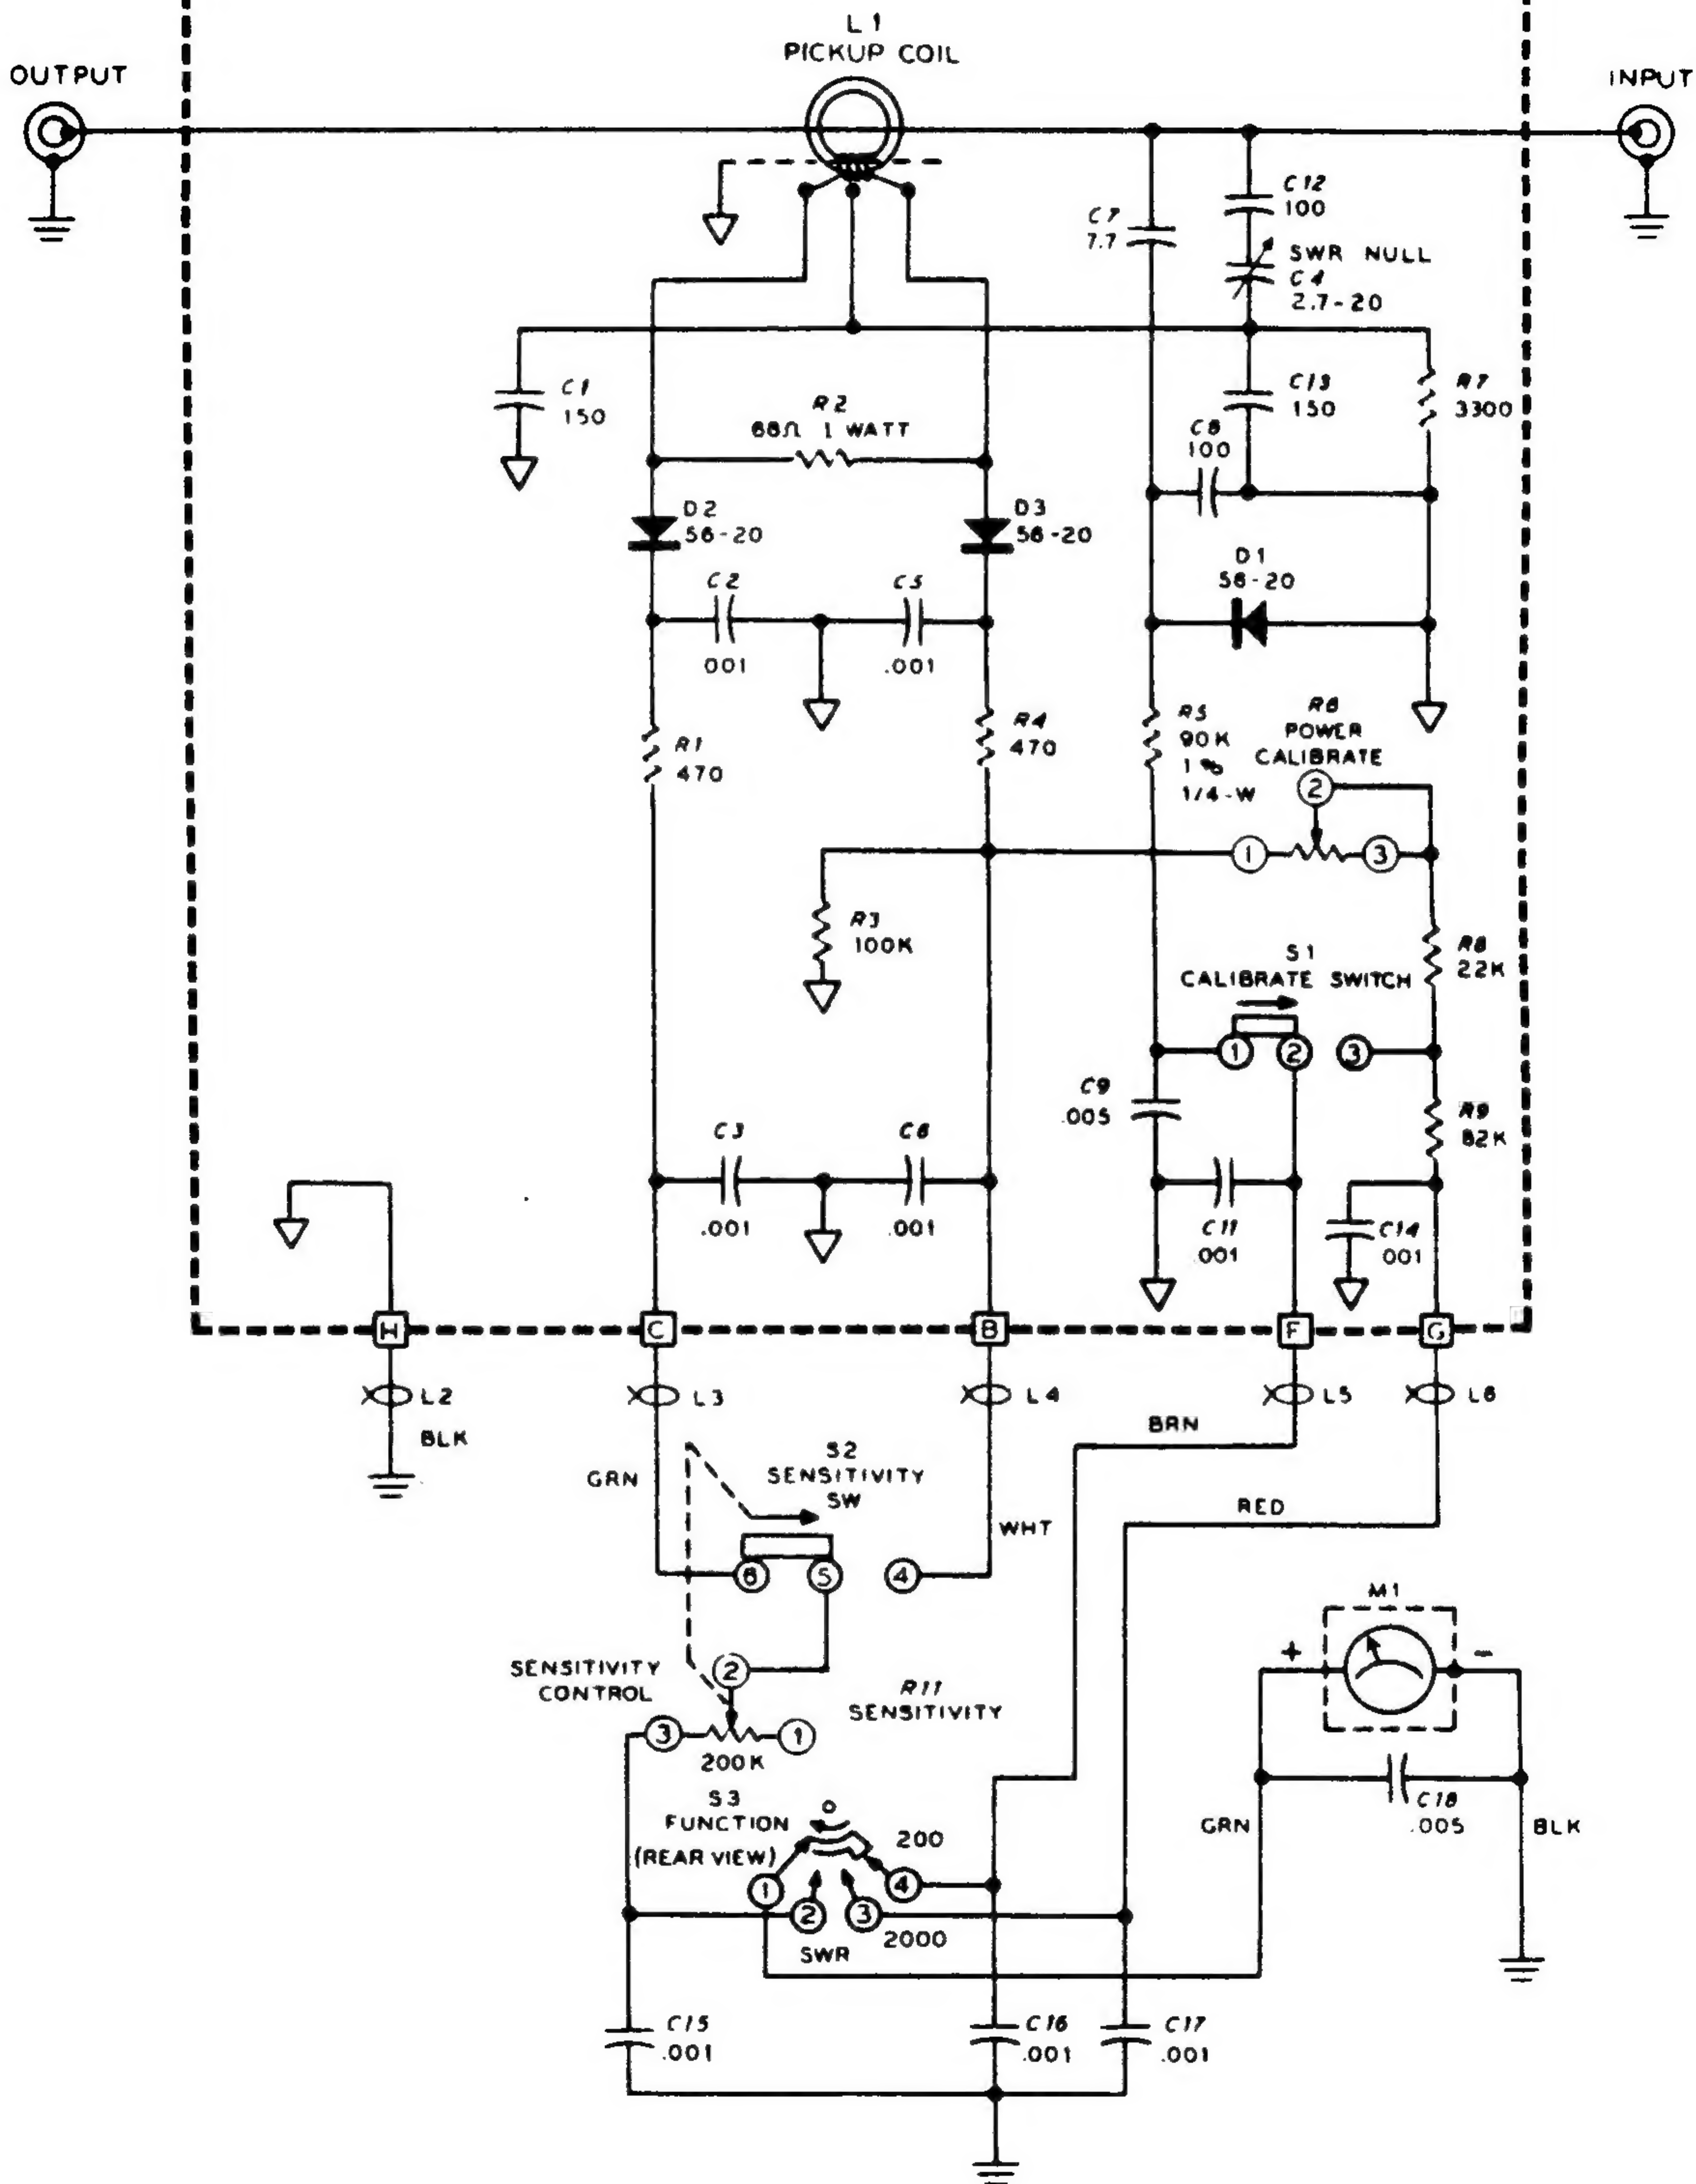 L1
PICKUP COIL
OUTPUT
INPUT
C12
100
C7
7.7
SWR NULL
C4
2.7-20
C1
150
R2
68Ω 1 WATT
C13
150
R7
3300
C8
100
D2
56-20
D3
56-20
D1
56-20
C2
001
C5
.001
R1
470
R4
470
R5
90K
1%
1/4-W
R6
POWER
CALIBRATE
2
1
3
R3
100K
R8
22K
S1
CALIBRATE SWITCH
1
2
3
C9
.005
R9
82K
C3
.001
C6
.001
C11
001
C14
001
H
C
B
F
G
L2
L3
L4
L5
L6
BLK
GRN
S2
SENSITIVITY
SW
WHT
BRN
RED
6
5
4
M1
+
-
SENSITIVITY
CONTROL
2
R11
SENSITIVITY
3
1
200K
S3
FUNCTION
(REAR VIEW)
200
1
4
2
3
SWR
2000
GRN
C18
.005
BLK
C15
.001
C16
.001
C17
.001